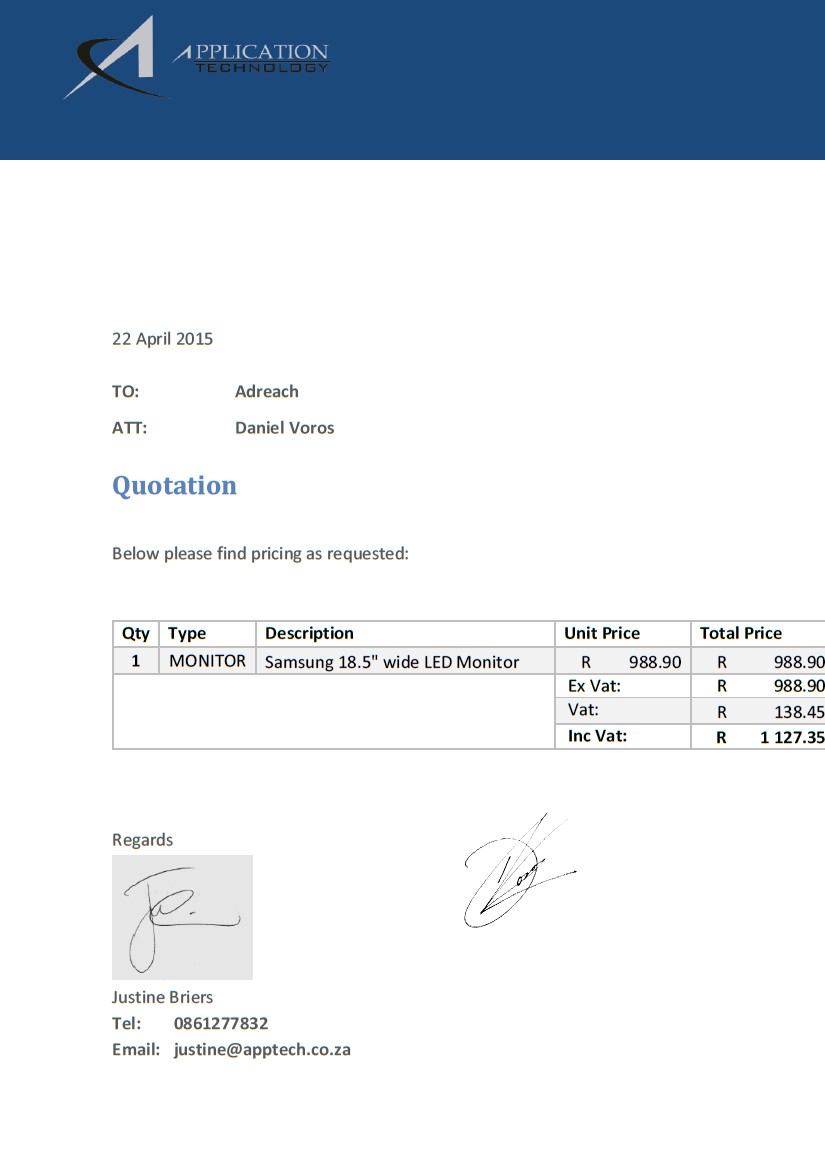 APPLICATION
TECHNOLOGY
22 April 2015
TO: Adreach
ATT: Daniel Voros
Quotation
Below please find pricing as requested:
Qty Type Description Unit Price Total Price
1 MONITOR Samsung 18.5" wide LED Monitor R 988.90 R 988.90
Ex Vat: R 988.90
Vat: R 138.45
Inc Vat: R 1 127.35
Regards
Justine Briers
Tel: 0861277832
Email: justine@apptech.co.za